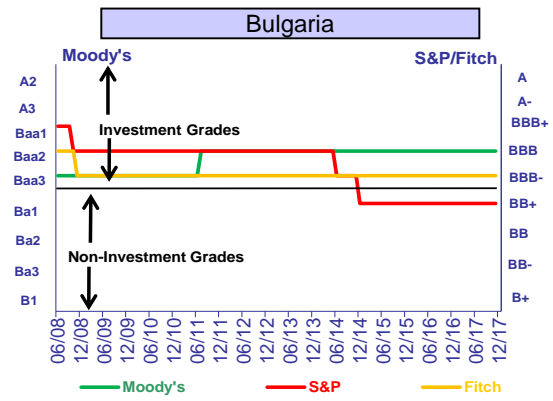 Bulgaria
Moody's S&P/Fitch
A2 A
A3 A-
Baa1 BBB+
Investment Grades
Baa2 BBB
Baa3 BBB-
Ba1 BB+
Ba2 BB
Non-Investment Grades
Ba3 BB-
B1 B+
06/08 12/08 06/09 12/09 06/10 12/10 06/11 12/11 06/12 12/12 06/13 12/13 06/14 12/14 06/15 12/15 06/16 12/16 06/17 12/17
Moody's S&P Fitch